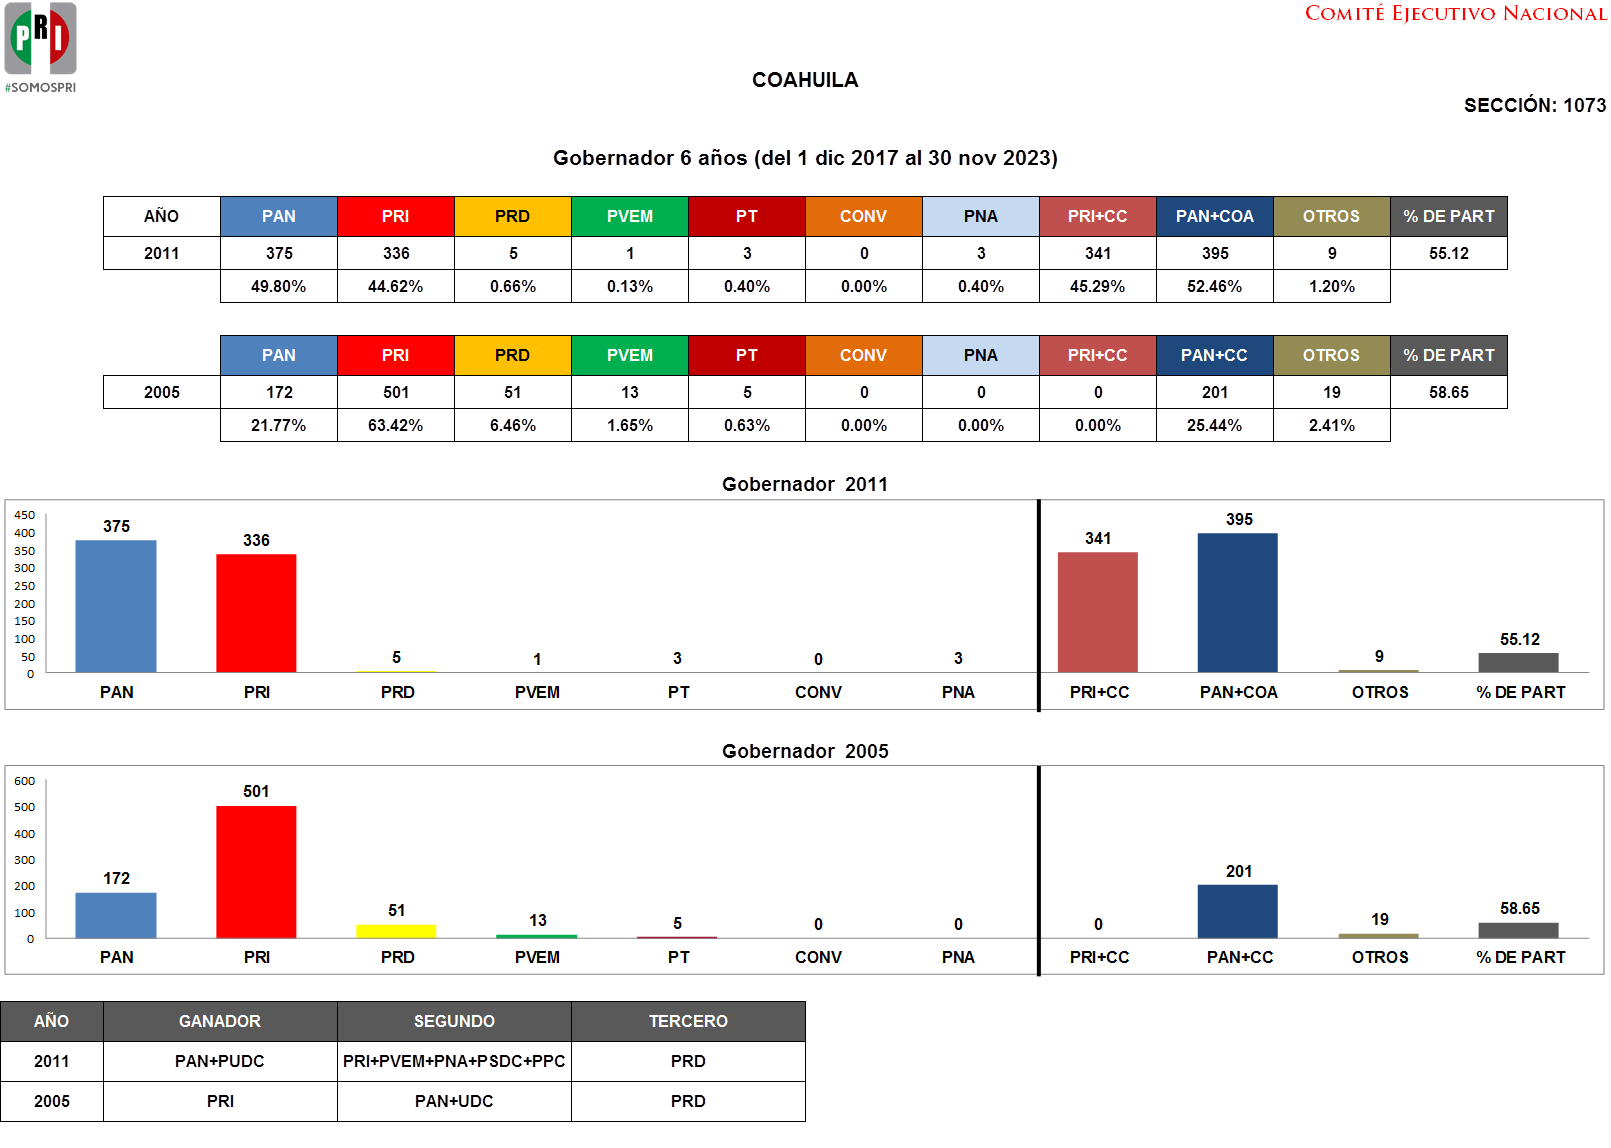 PRI
#SOMOSPRI
COMITÉ EJECUTIVO NACIONAL
COAHUILA
SECCIÓN: 1073
Gobernador 6 años (del 1 dic 2017 al 30 nov 2023)
AÑO PAN PRI PRD PVEM PT CONV PNA PRI+CC PAN+COA OTROS % DE PART
2011 375 336 5 1 3 0 3 341 395 9 55.12
49.80% 44.62% 0.66% 0.13% 0.40% 0.00% 0.40% 45.29% 52.46% 1.20%
PAN PRI PRD PVEM PT CONV PNA PRI+CC PAN+CC OTROS % DE PART
2005 172 501 51 13 5 0 0 0 201 19 58.65
21.77% 63.42% 6.46% 1.65% 0.63% 0.00% 0.00% 0.00% 25.44% 2.41%
Gobernador 2011
450
400
350
300
250
200
150
100
50
0
375 336 5 1 3 0 3 341 395 9 55.12
PAN PRI PRD PVEM PT CONV PNA PRI+CC PAN+COA OTROS % DE PART
Gobernador 2005
600
500
400
300
200
100
0
172 501 51 13 5 0 0 0 201 19 58.65
PAN PRI PRD PVEM PT CONV PNA PRI+CC PAN+CC OTROS % DE PART
AÑO GANADOR SEGUNDO TERCERO
2011 PAN+PUDC PRI+PVEM+PNA+PSDC+PPC PRD
2005 PRI PAN+UDC PRD